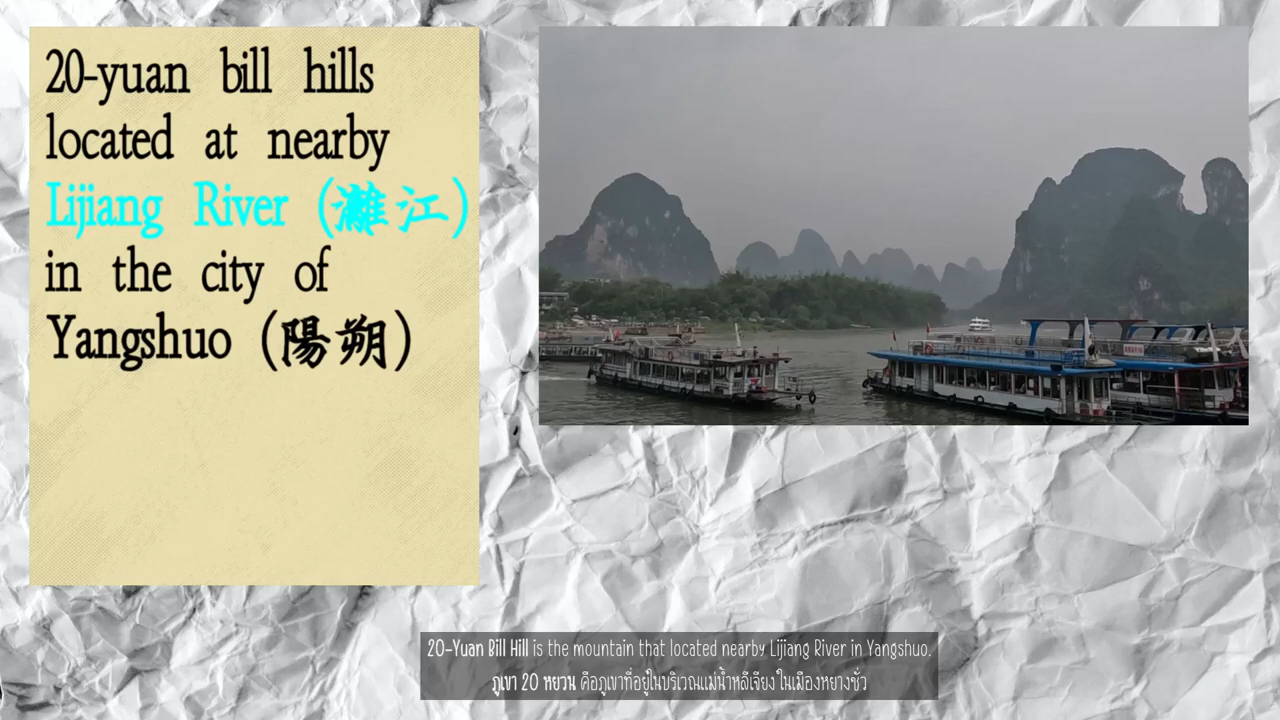 20-yuan bill hills
located at nearby
Lijiang River (灕江)
in the city of
Yangshuo (陽朔)
20-Yuan Bill Hill is the mountain that located nearby Lijiang River in Yangshuo.
ภูเขา 20 หยวน คือภูเขาที่อยู่ในบริเวณแม่น้ำหลีเจียง ในเมืองหยางซั่ว